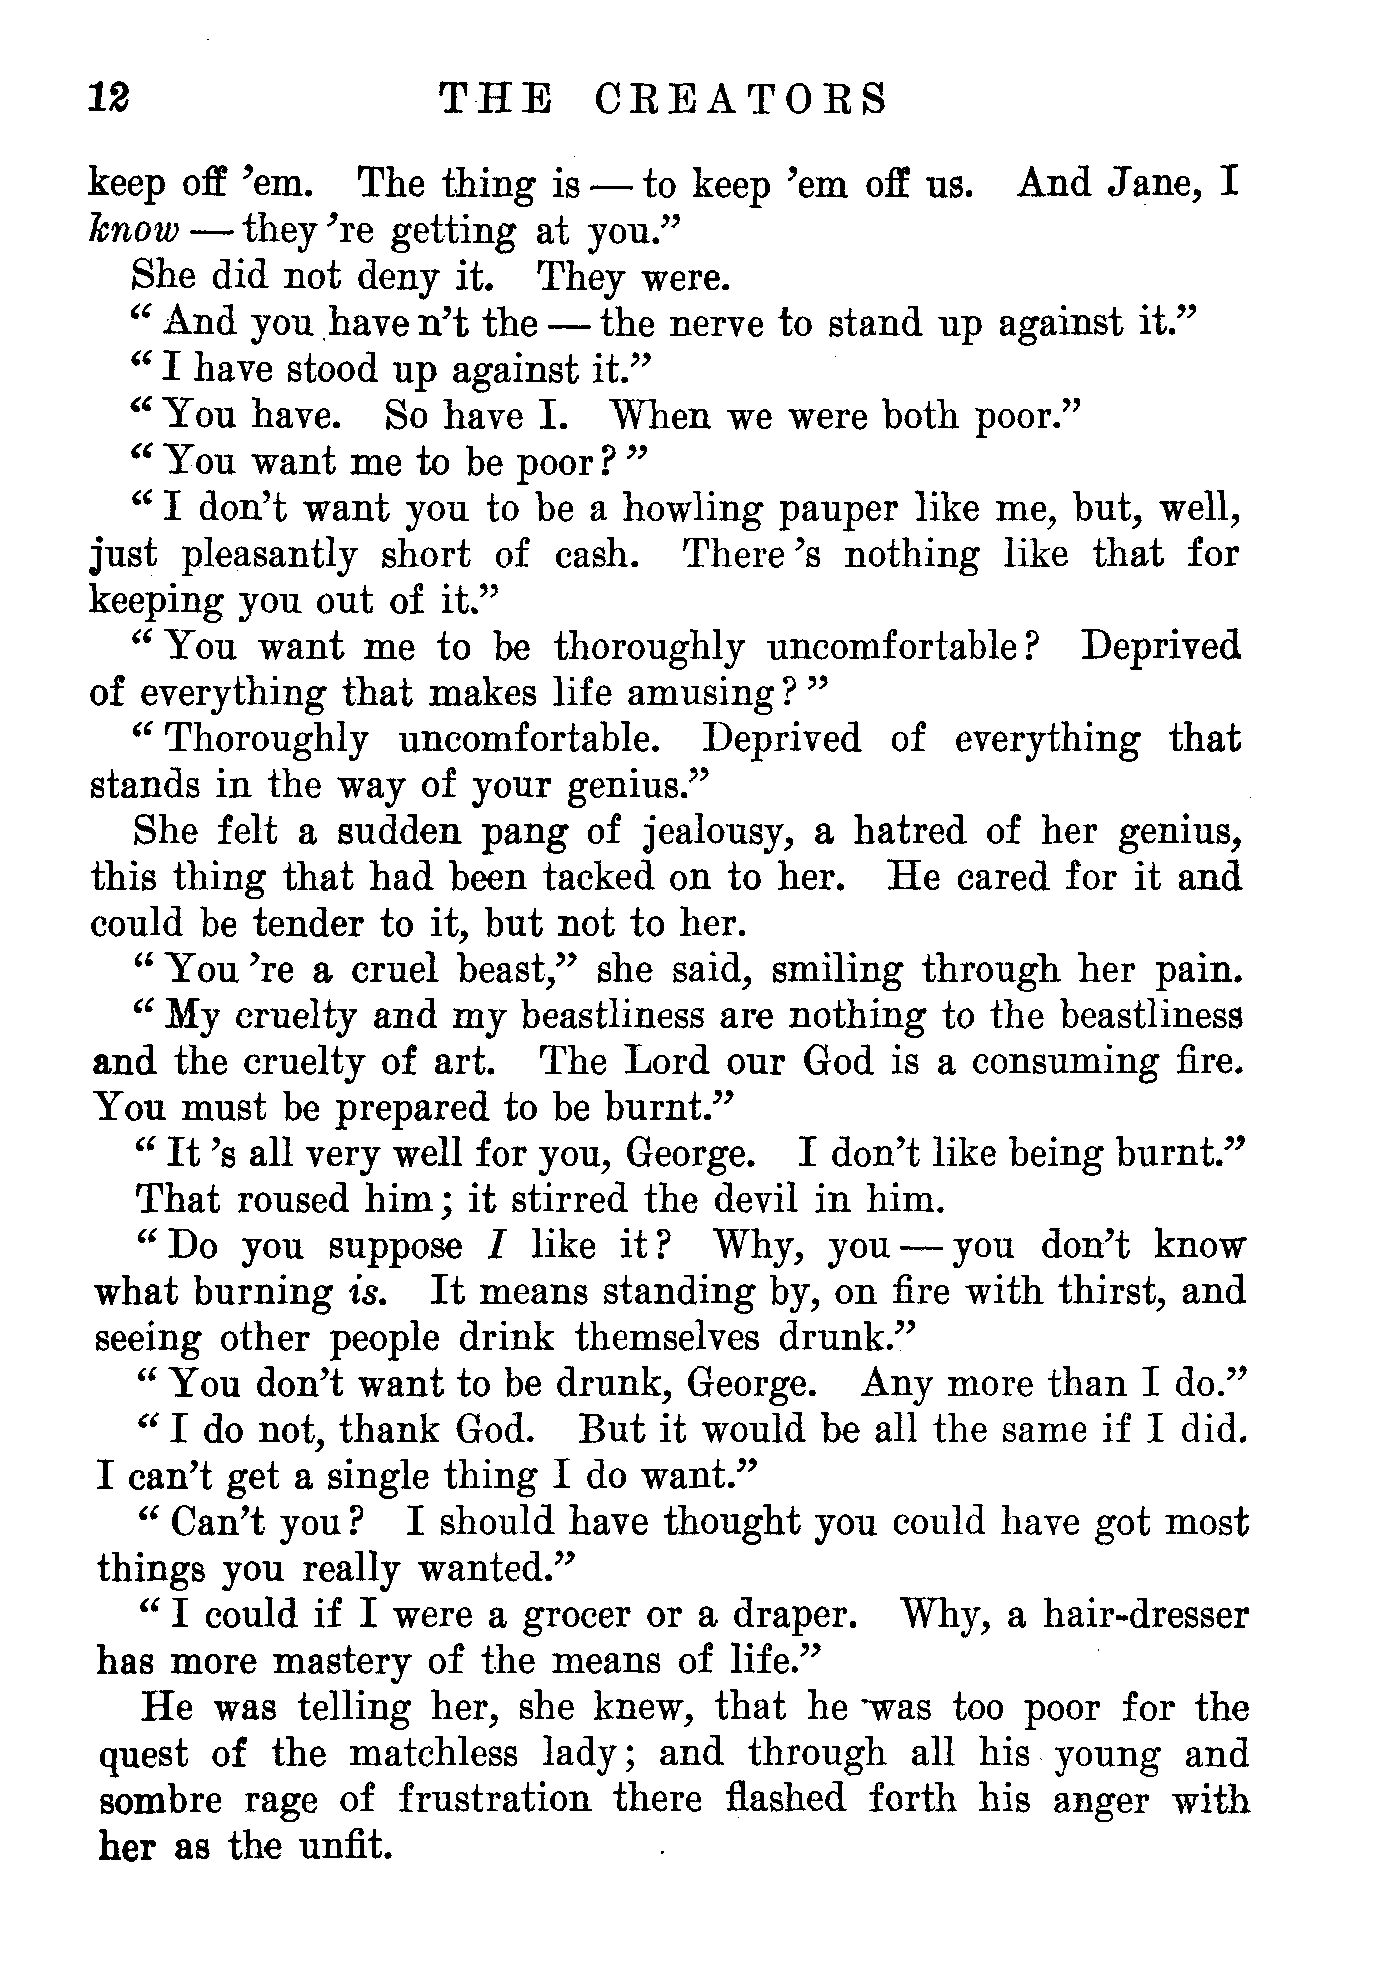 12 THE CREATORS
keep off ’em. The thing is — to keep ’em off us. And Jane, I
know — they ’re getting at you.”
She did not deny it. They were.
“ And you have n’t the — the nerve to stand up against it.”
“ I have stood up against it.”
“ You have. So have I. When we were both poor.”
“ You want me to be poor? ”
“ I don’t want you to be a howling pauper like me, but, well,
just pleasantly short of cash. There ’s nothing like that for
keeping you out of it.”
“ You want me to be thoroughly uncomfortable? Deprived
of everything that makes life amusing? ”
“ Thoroughly uncomfortable. Deprived of everything that
stands in the way of your genius.”
She felt a sudden pang of jealousy, a hatred of her genius,
this thing that had been tacked on to her. He cared for it and
could be tender to it, but not to her.
“ You ’re a cruel beast,” she said, smiling through her pain.
“ My cruelty and my beastliness are nothing to the beastliness
and the cruelty of art. The Lord our God is a consuming fire.
You must be prepared to be burnt.”
“ It ’s all very well for you, George. I don’t like being burnt.”
That roused him; it stirred the devil in him.
“ Do you suppose I like it? Why, you — you don’t know
what burning is. It means standing by, on fire with thirst, and
seeing other people drink themselves drunk.”
“ You don’t want to be drunk, George. Any more than I do.”
“ I do not, thank God. But it would be all the same if I did.
I can’t get a single thing I do want.”
“ Can’t you? I should have thought you could have got most
things you really wanted.”
“ I could if I were a grocer or a draper. Why, a hair-dresser
has more mastery of the means of life.”
He was telling her, she knew, that he was too poor for the
quest of the matchless lady; and through all his young and
sombre rage of frustration there flashed forth his anger with
her as the unfit.